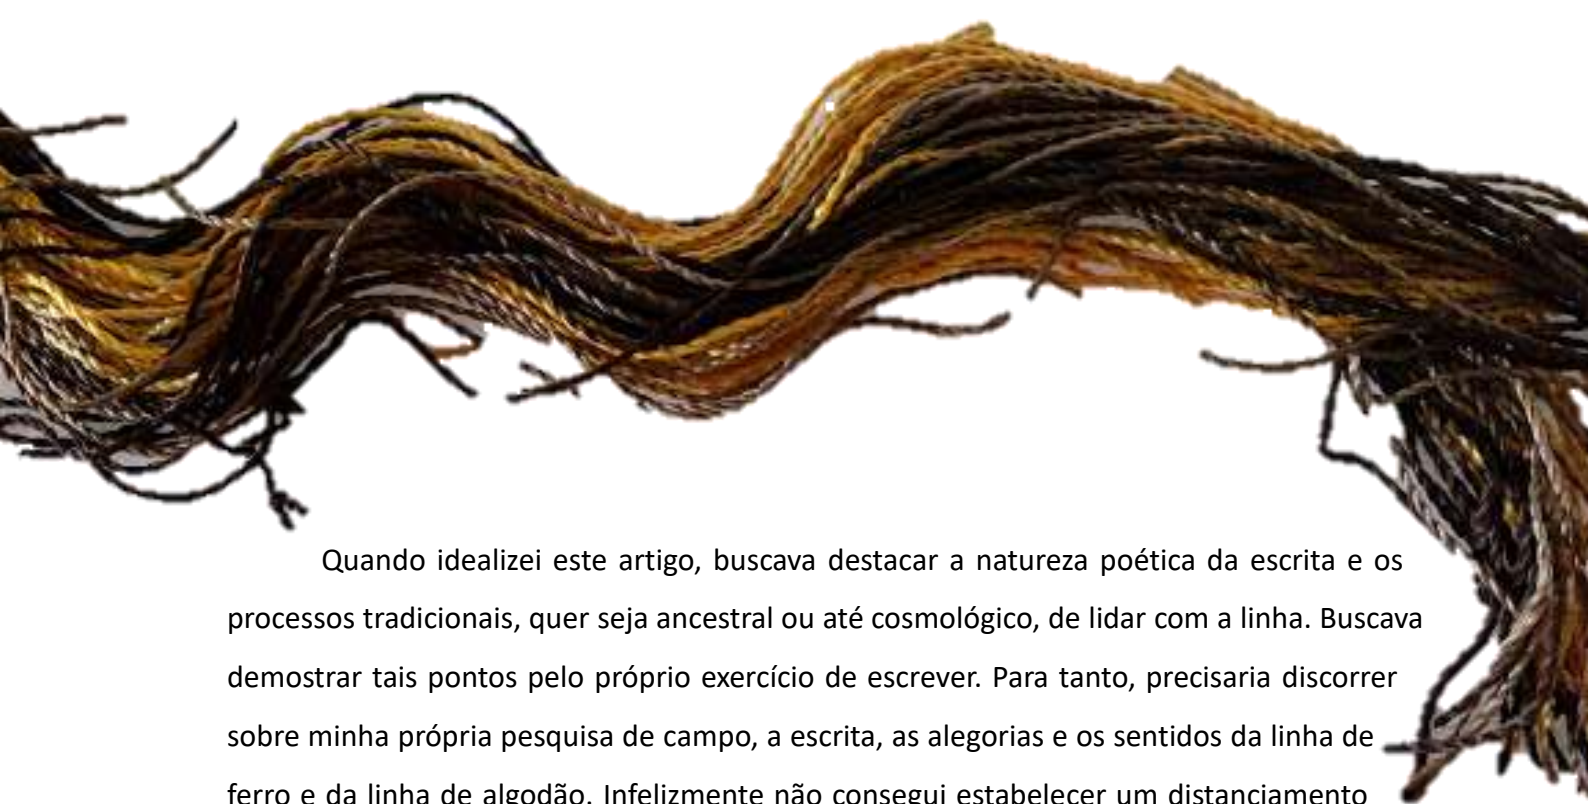 Quando idealizei este artigo, buscava destacar a natureza poética da escrita e os
processos tradicionais, quer seja ancestral ou até cosmológico, de lidar com a linha. Buscava
demostrar tais pontos pelo próprio exercício de escrever. Para tanto, precisaria discorrer
sobre minha própria pesquisa de campo, a escrita, as alegorias e os sentidos da linha de
ferro e da linha de algodão. Infelizmente não consegui estabelecer um distanciamento